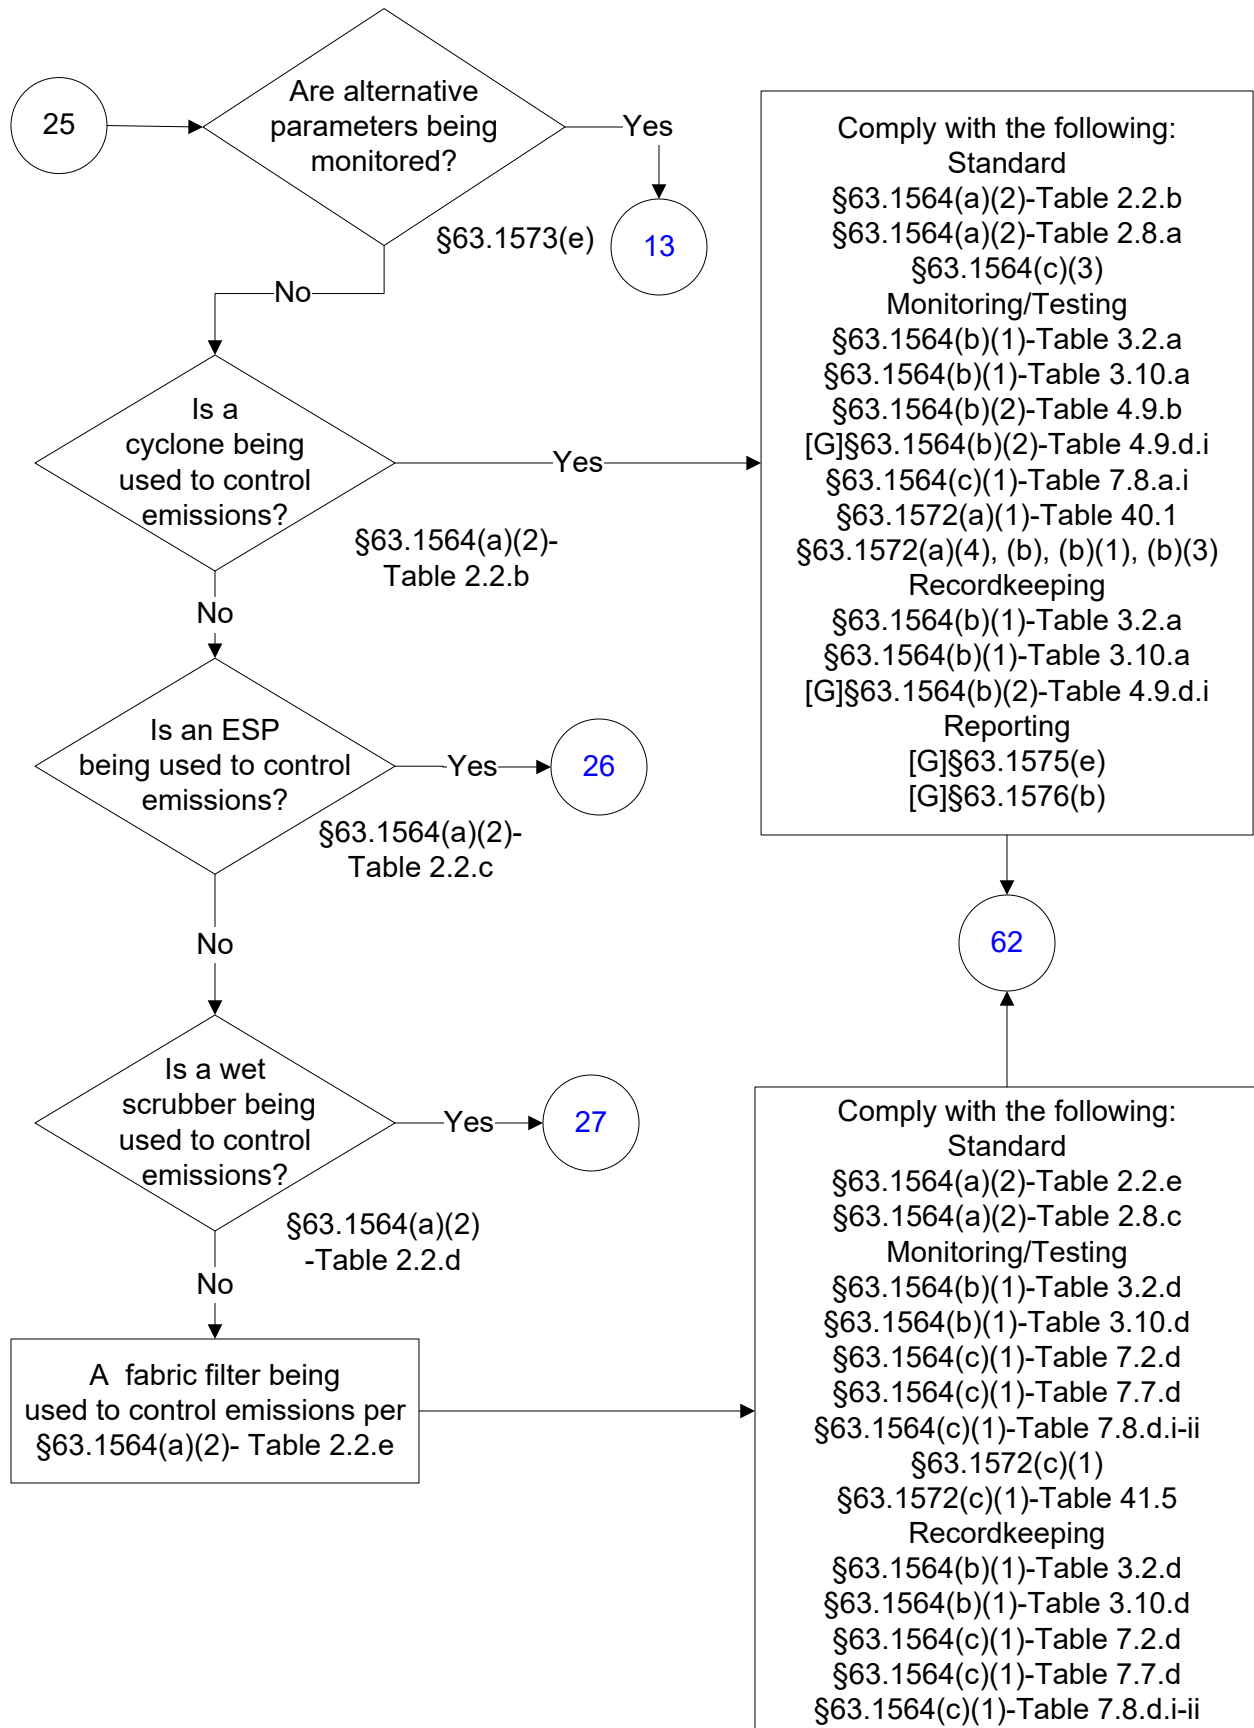 25
Are alternative
parameters being
monitored?
Yes
§63.1573(e)
13
No
Is a
cyclone being
used to control
emissions?
Yes
§63.1564(a)(2)-
Table 2.2.b
No
Is an ESP
being used to control
emissions?
Yes
26
§63.1564(a)(2)-
Table 2.2.c
No
Is a wet
scrubber being
used to control
emissions?
Yes
27
§63.1564(a)(2)
-Table 2.2.d
No
A  fabric filter being
used to control emissions per
§63.1564(a)(2)- Table 2.2.e
Comply with the following:
Standard
§63.1564(a)(2)-Table 2.2.b
§63.1564(a)(2)-Table 2.8.a
§63.1564(c)(3)
Monitoring/Testing
§63.1564(b)(1)-Table 3.2.a
§63.1564(b)(1)-Table 3.10.a
§63.1564(b)(2)-Table 4.9.b
[G]§63.1564(b)(2)-Table 4.9.d.i
§63.1564(c)(1)-Table 7.8.a.i
§63.1572(a)(1)-Table 40.1
§63.1572(a)(4), (b), (b)(1), (b)(3)
Recordkeeping
§63.1564(b)(1)-Table 3.2.a
§63.1564(b)(1)-Table 3.10.a
[G]§63.1564(b)(2)-Table 4.9.d.i
Reporting
[G]§63.1575(e)
[G]§63.1576(b)
62
Comply with the following:
Standard
§63.1564(a)(2)-Table 2.2.e
§63.1564(a)(2)-Table 2.8.c
Monitoring/Testing
§63.1564(b)(1)-Table 3.2.d
§63.1564(b)(1)-Table 3.10.d
§63.1564(c)(1)-Table 7.2.d
§63.1564(c)(1)-Table 7.7.d
§63.1564(c)(1)-Table 7.8.d.i-ii
§63.1572(c)(1)
§63.1572(c)(1)-Table 41.5
Recordkeeping
§63.1564(b)(1)-Table 3.2.d
§63.1564(b)(1)-Table 3.10.d
§63.1564(c)(1)-Table 7.2.d
§63.1564(c)(1)-Table 7.7.d
§63.1564(c)(1)-Table 7.8.d.i-ii